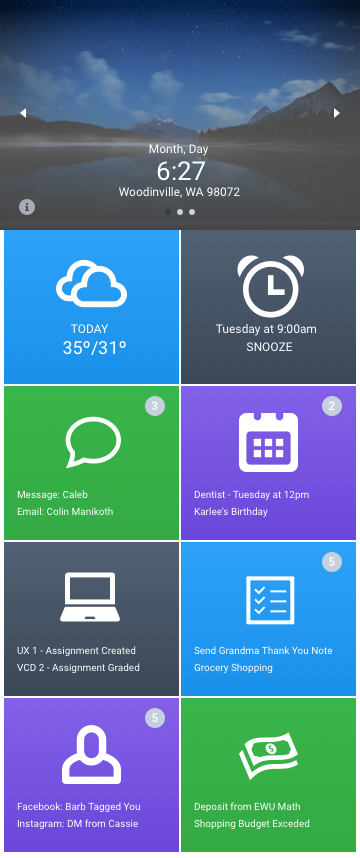 Month, Day
6:27
Woodinville, WA 98072
i
TODAY
35º/31º
Tuesday at 9:00am
SNOOZE
3
Message: Caleb
Email: Colin Manikoth
2
Dentist - Tuesday at 12pm
Karlee's Birthday
UX 1 - Assignment Created
VCD 2 - Assignment Graded
5
Send Grandma Thank You Note
Grocery Shopping
5
Facebook: Barb Tagged You
Instagram: DM from Cassie
5
Deposit from EWU Math
Shopping Budget Exceded